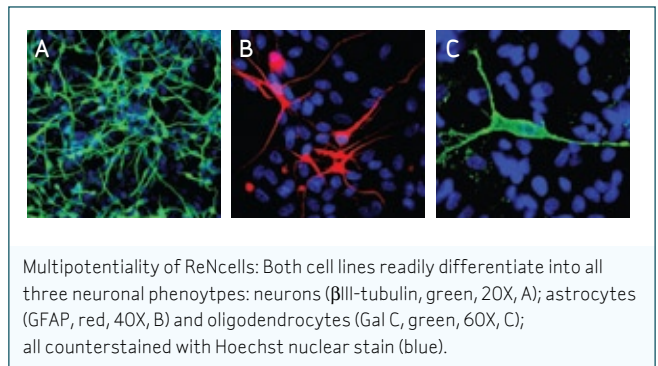 A B C
Multipotentiality of ReNcells: Both cell lines readily differentiate into all
three neuronal phenoytpes: neurons (βIII-tubulin, green, 20X, A); astrocytes
(GFAP, red, 40X, B) and oligodendrocytes (Gal C, green, 60X, C);
all counterstained with Hoechst nuclear stain (blue).